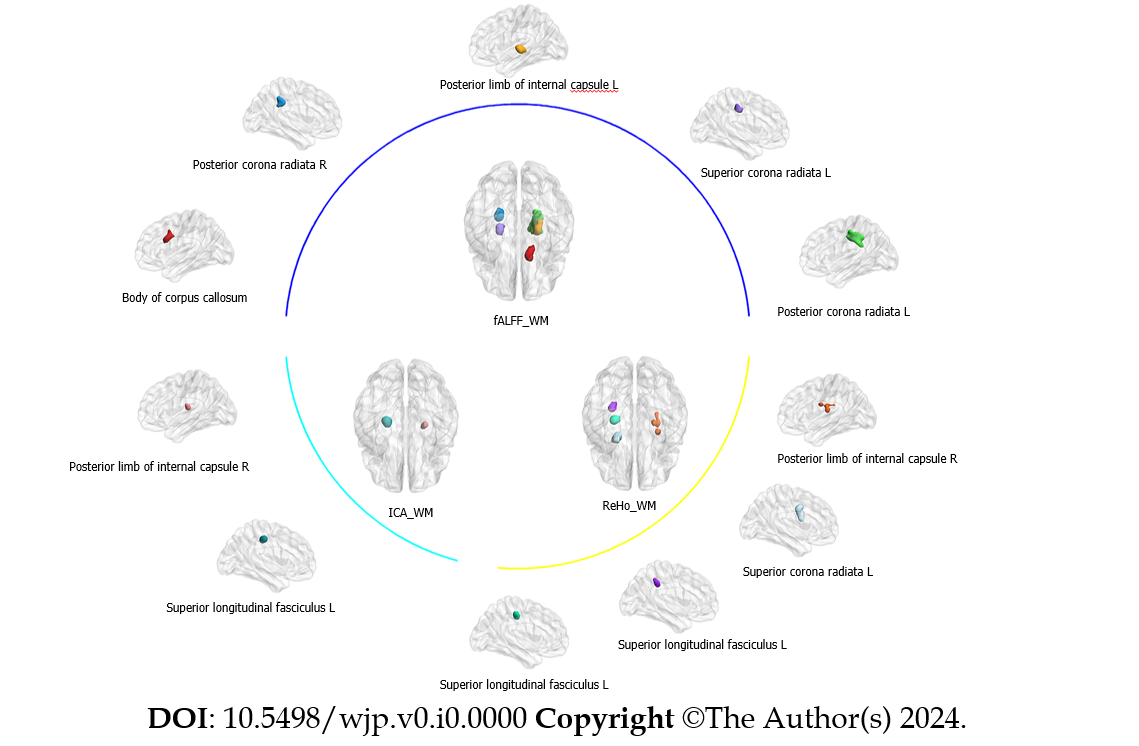 Posterior limb of internal capsule L
Posterior corona radiata R
Superior corona radiata L
Body of corpus callosum
Posterior corona radiata L
fALFF_WM
Posterior limb of internal capsule R
Posterior limb of internal capsule R
ICA_WM
ReHo_WM
Superior corona radiata L
Superior longitudinal fasciculus L
Superior longitudinal fasciculus L
Superior longitudinal fasciculus L
DOI: 10.5498/wjp.v0.i0.0000 Copyright ©The Author(s) 2024.